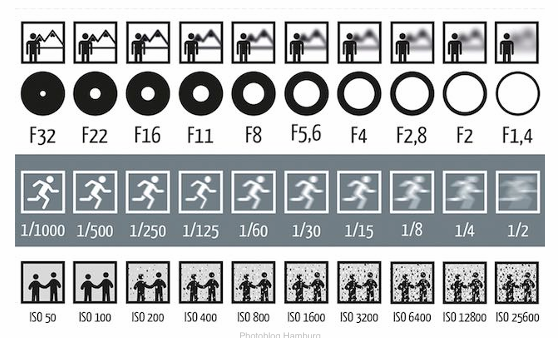 F32 F22 F16 F11 F8 F5,6 F4 F2,8 F2 F1,4
1/1000 1/500 1/250 1/125 1/60 1/30 1/15 1/8 1/4 1/2
ISO 50 ISO 100 ISO 200 ISO 400 ISO 800 ISO 1600 ISO 3200 ISO 6400 ISO 12800 ISO 25600
Photoblog Hamburg